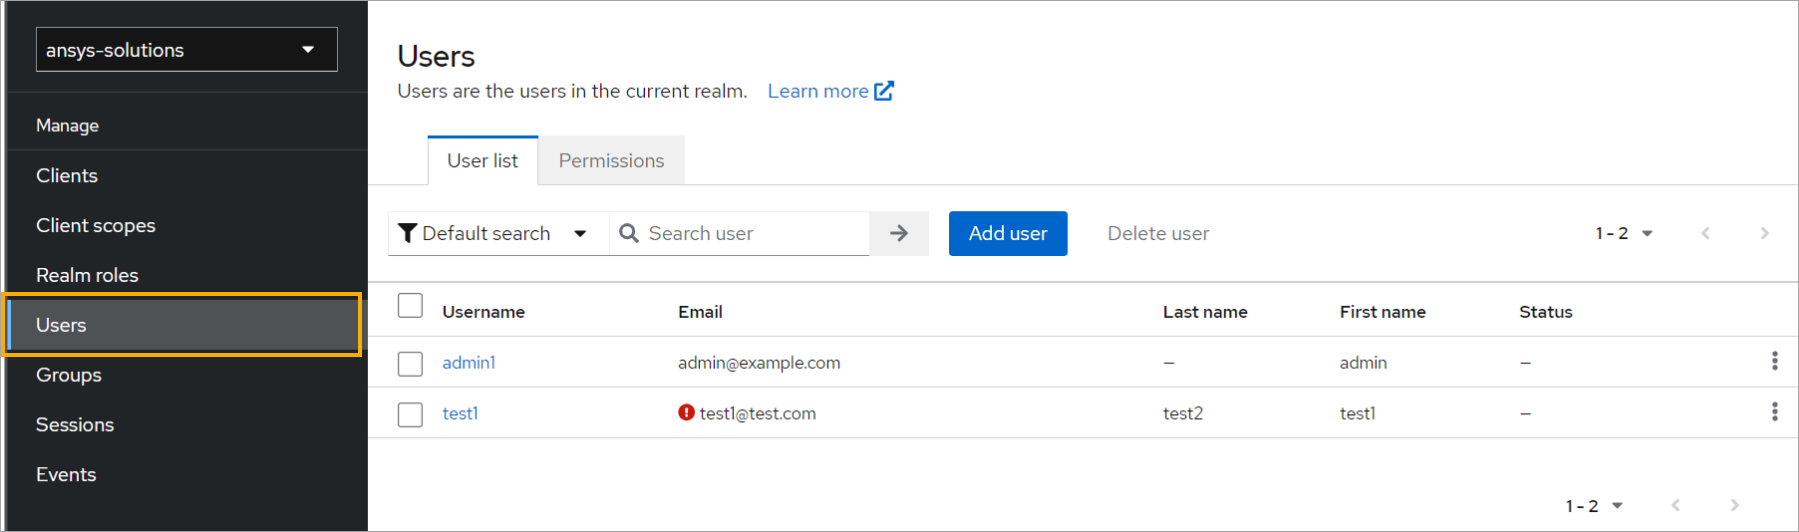 ansys-solutions
Manage
Clients
Client scopes
Realm roles
Users
Groups
Sessions
Events
Users
Users are the users in the current realm. Learn more
User list Permissions
Default search Search user Add user Delete user 1 - 2
Username Email Last name First name Status
admin1 admin@example.com – admin –
test1 test1@test.com test2 test1 –
1 - 2